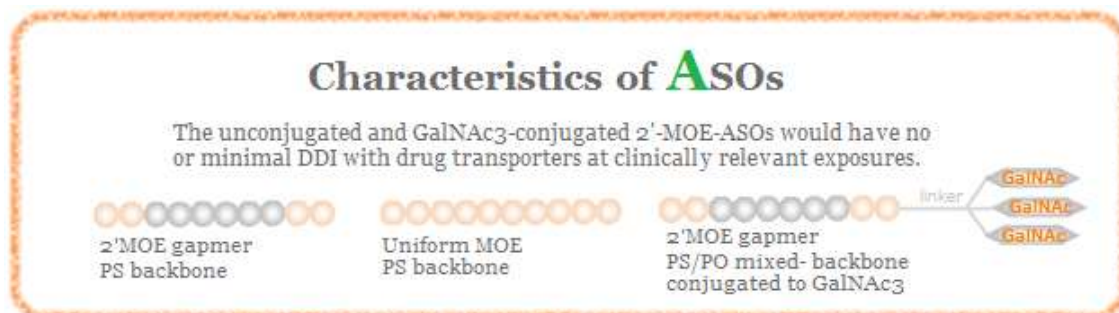 Characteristics of ASOs
The unconjugated and GalNAc3-conjugated 2'-MOE-ASOs would have no
or minimal DDI with drug transporters at clinically relevant exposures.
linker
GalNAc
GalNAc
GalNAc
2'MOE gapmer
PS backbone
Uniform MOE
PS backbone
2'MOE gapmer
PS/PO mixed- backbone
conjugated to GalNAc3